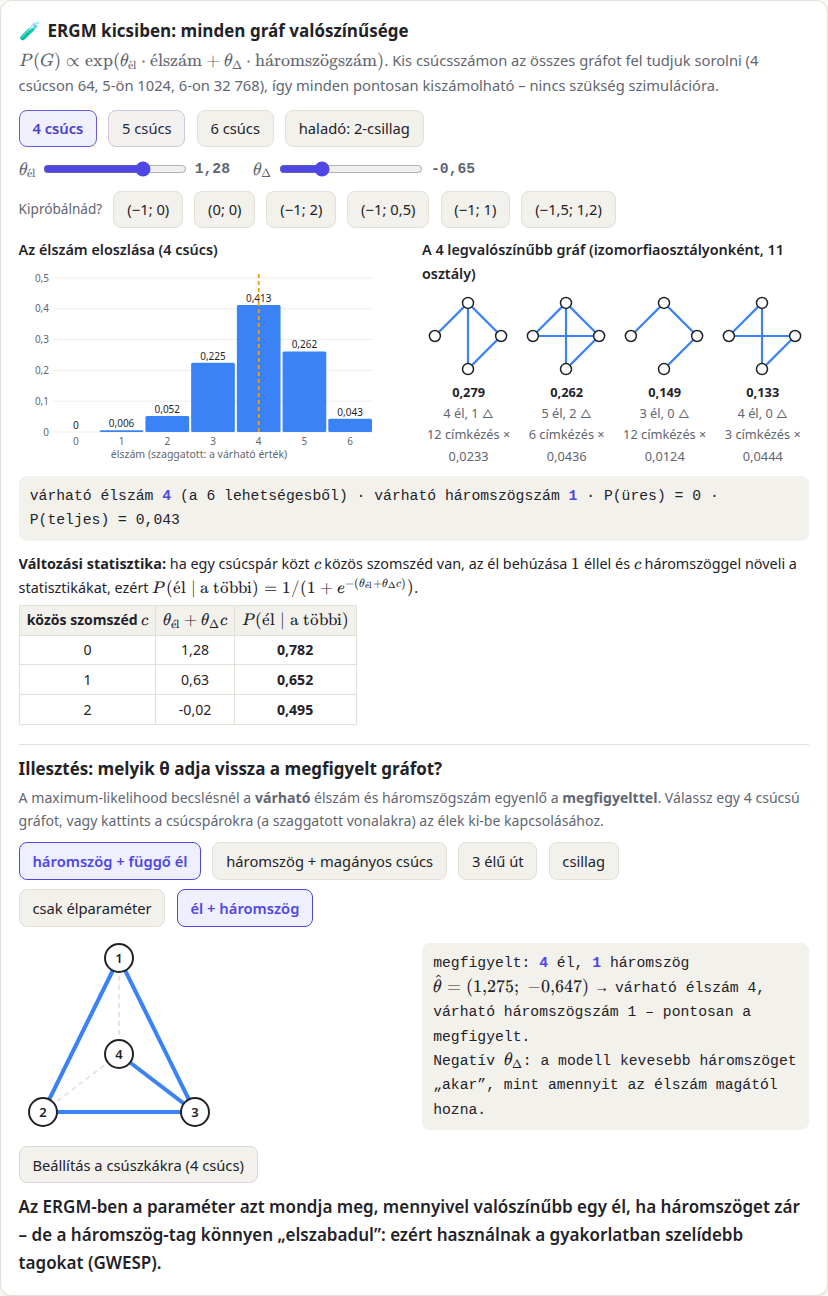 🧪 ERGM kicsiben: minden gráf valószínűsége
P(G) ∝ exp(θ_él · élszám + θ_Δ · háromszögszám). Kis csúcsszámon az összes gráfot fel tudjuk sorolni (4
csúcson 64, 5-ön 1024, 6-on 32 768), így minden pontosan kiszámolható – nincs szükség szimulációra.
4 csúcs 5 csúcs 6 csúcs haladó: 2-csillag
θ_él 1,28 θ_Δ -0,65
Kipróbálnád? (−1; 0) (0; 0) (−1; 2) (−1; 0,5) (−1; 1) (−1,5; 1,2)
Az élszám eloszlása (4 csúcs)
0,5
0,4
0,3
0,2
0,1
0
0 0,006 0,052 0,225 0,413 0,262 0,043
0 1 2 3 4 5 6
élszám (szaggatott: a várható érték)
A 4 legvalószínűbb gráf (izomorfiaosztályonként, 11
osztály)
0,279 0,262 0,149 0,133
4 él, 1 △ 5 él, 2 △ 3 él, 0 △ 4 él, 0 △
12 címkézés × 6 címkézés × 12 címkézés × 3 címkézés ×
0,0233 0,0436 0,0124 0,0444
várható élszám 4 (a 6 lehetségesből) · várható háromszögszám 1 · P(üres) = 0 ·
P(teljes) = 0,043
Változási statisztika: ha egy csúcspár közt c közös szomszéd van, az él behúzása 1 éllel és c háromszöggel növeli a
statisztikákat, ezért P(él | a többi) = 1/(1 + e^−(θ_él+θ_Δc)).
közös szomszéd c θ_él + θ_Δc P(él | a többi)
0 1,28 0,782
1 0,63 0,652
2 -0,02 0,495
Illesztés: melyik θ adja vissza a megfigyelt gráfot?
A maximum-likelihood becslésnél a várható élszám és háromszögszám egyenlő a megfigyelttel. Válassz egy 4 csúcsú
gráfot, vagy kattints a csúcspárokra (a szaggatott vonalakra) az élek ki-be kapcsolásához.
háromszög + függő él háromszög + magányos csúcs 3 élű út csillag
csak élparaméter él + háromszög
1
4
2 3
megfigyelt: 4 él, 1 háromszög
θ̂ = (1,275; −0,647) → várható élszám 4,
várható háromszögszám 1 – pontosan a
megfigyelt.
Negatív θ_Δ: a modell kevesebb háromszöget
„akar”, mint amennyit az élszám magától
hozna.
Beállítás a csúszkákra (4 csúcs)
Az ERGM-ben a paraméter azt mondja meg, mennyivel valószínűbb egy él, ha háromszöget zár
– de a háromszög-tag könnyen „elszabadul”: ezért használnak a gyakorlatban szelídebb
tagokat (GWESP).